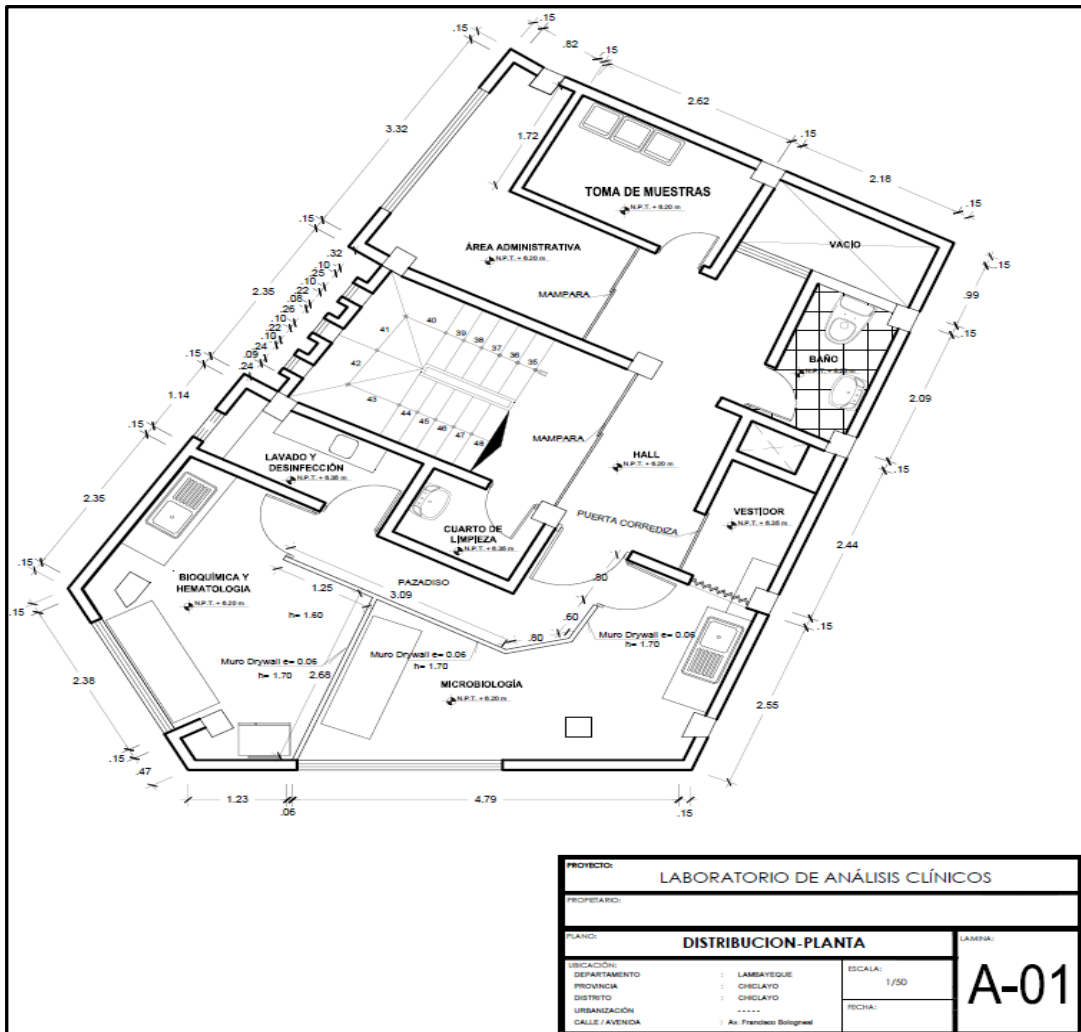 .15
.15
.82
.15
2.62
.15
2.18
.15
3.32
1.72
TOMA DE MUESTRAS
N.P.T. + 6.20 m
VACÍO
.15
.99
.15
.15
ÁREA ADMINISTRATIVA
N.P.T. + 6.20 m
MAMPARA
.32
.10
.25
.10
.22
.08
.26
.10
.22
.10
.24
.09
.24
2.35
.15
1.14
.15
41
40
39
38
37
36
35
42
43
44
45
46
47
48
BAÑO
2.09
.15
MAMPARA
HALL
N.P.T. + 6.20 m
LAVADO Y
DESINFECCIÓN
N.P.T. + 6.35 m
2.35
.15
CUARTO DE
LIMPIEZA
N.P.T. + 6.35 m
PUERTA CORREDIZA
VESTIDOR
N.P.T. + 6.35 m
2.44
.15
BIOQUÍMICA Y
HEMATOLOGIA
N.P.T. + 6.20 m
PAZADISO
3.09
1.25
h= 1.60
.80
.60
.80
Muro Drywall e= 0.06
h= 1.70
Muro Drywall e= 0.06
h= 1.70
Muro Drywall e= 0.06
h= 1.70
2.68
MICROBIOLOGÍA
N.P.T. + 6.20 m
.15
2.38
.15
.47
2.55
1.23
.06
4.79
.15
PROYECTO:
LABORATORIO DE ANÁLISIS CLÍNICOS
PROPIETARIO:
PLANO:
DISTRIBUCION-PLANTA
LAMINA:
A-01
UBICACIÓN:
DEPARTAMENTO : LAMBAYEQUE
PROVINCIA : CHICLAYO
DISTRITO : CHICLAYO
URBANIZACIÓN : -----
CALLE / AVENIDA : Av. Francisco Bolognesi
ESCALA:
1/50
FECHA: